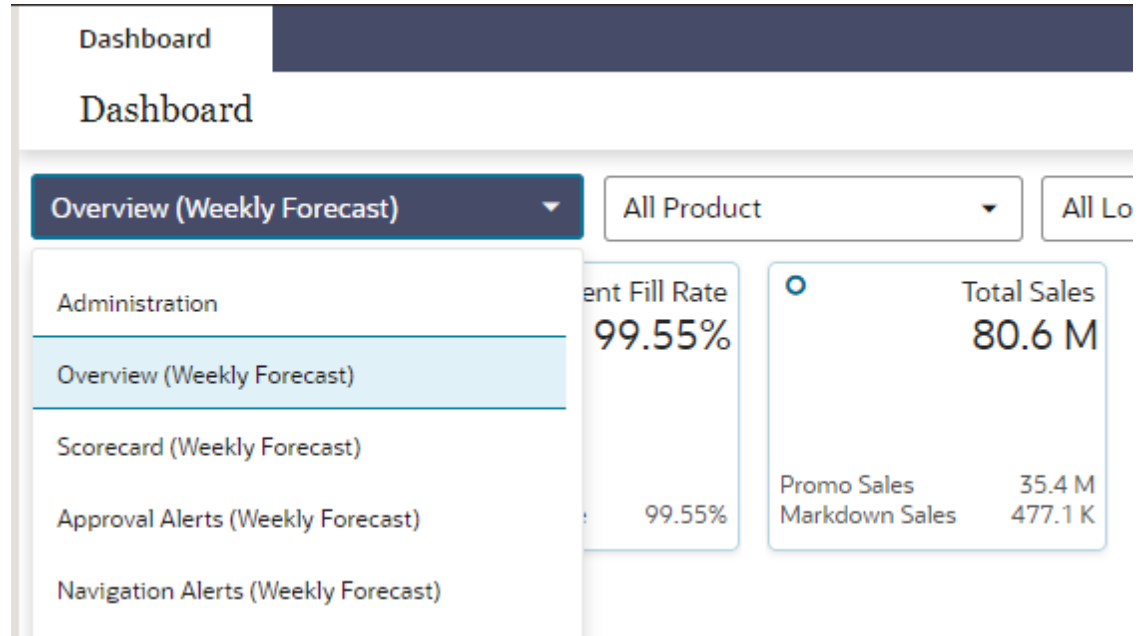 Dashboard
Dashboard
Overview (Weekly Forecast)
All Product
All
Administration
Overview (Weekly Forecast)
Scorecard (Weekly Forecast)
Approval Alerts (Weekly Forecast)
Navigation Alerts (Weekly Forecast)
Fill Rate
99.55%
99.55%
Total Sales
80.6 M
Promo Sales 35.4 M
Markdown Sales 477.1 K